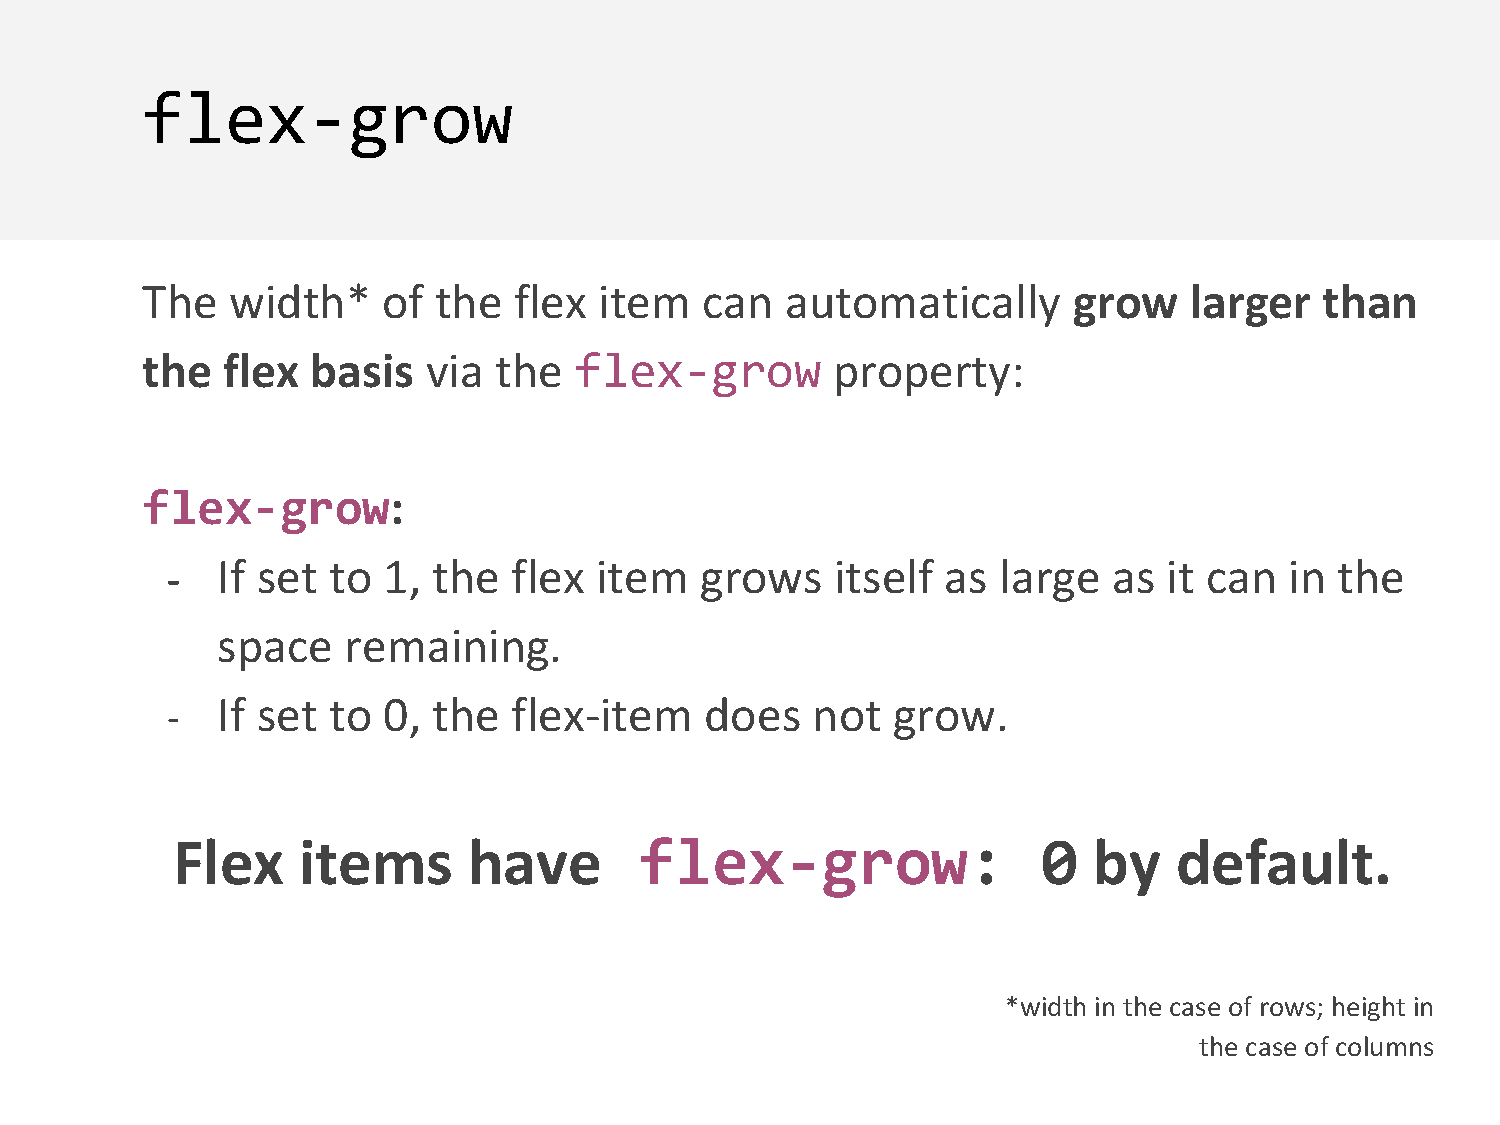 flex-grow
The width* of the flex item can automatically grow larger than
the flex basis via the flex-grow property:
flex-grow:
- If set to 1, the flex item grows itself as large as it can in the
space remaining.
- If set to 0, the flex-item does not grow.
Flex items have flex-grow: 0 by default.
*width in the case of rows; height in
the case of columns